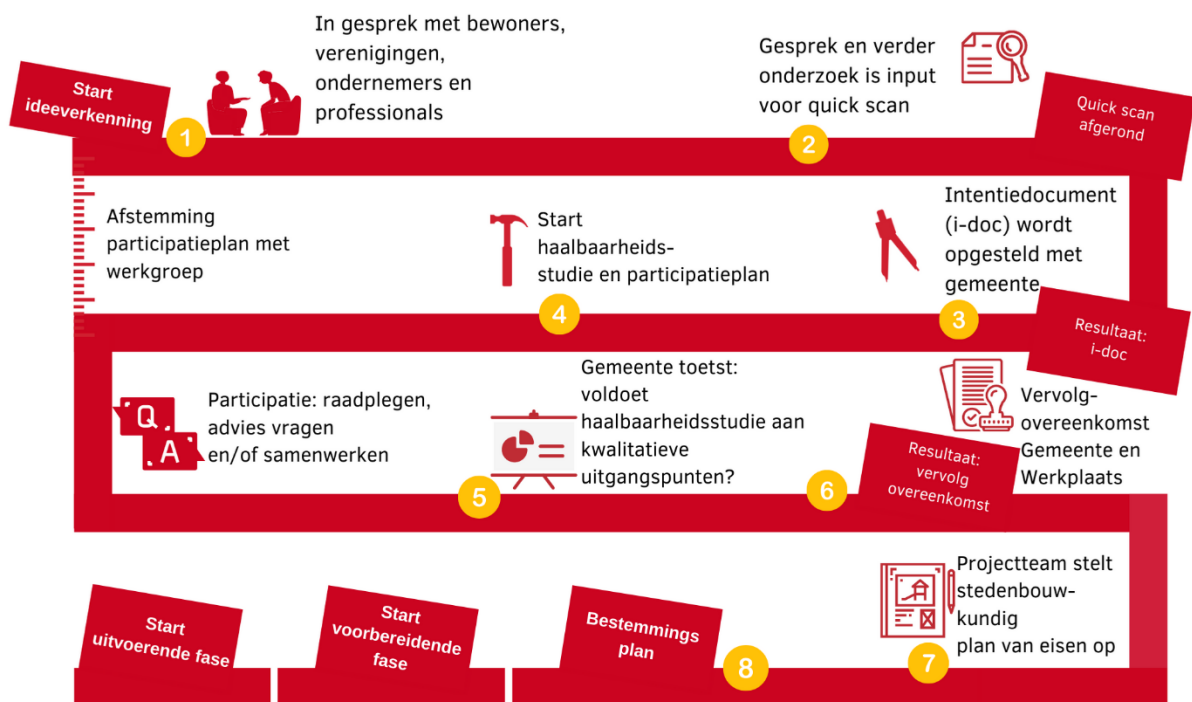 Start
ideeverkenning
1
In gesprek met bewoners,
verenigingen,
ondernemers en
professionals
Gesprek en verder
onderzoek is input
voor quick scan
2
Quick scan
afgerond
Intentiedocument
(i-doc) wordt
opgesteld met
gemeente
3
Resultaat:
i-doc
Start
haalbaarheids-
studie en participatieplan
4
Afstemming
participatieplan met
werkgroep
Q
A
Participatie: raadplegen,
advies vragen
en/of samenwerken
5
Gemeente toetst:
voldoet
haalbaarheidsstudie aan
kwalitatieve
uitgangspunten?
6
Resultaat:
vervolg
overeenkomst
Vervolg-
overeenkomst
Gemeente en
Werkplaats
Projectteam stelt
stedenbouw-
kundig
plan van eisen op
7
8
Bestemmings
plan
Start
voorbereidende
fase
Start
uitvoerende fase